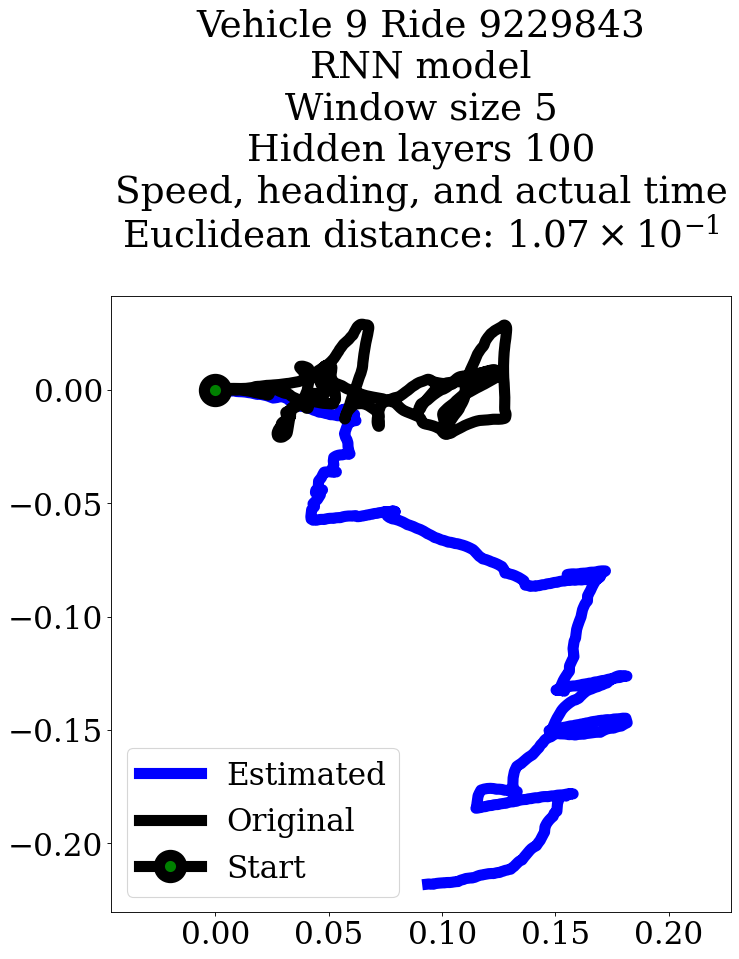 Vehicle 9 Ride 9229843
RNN model
Window size 5
Hidden layers 100
Speed, heading, and actual time
Euclidean distance: 1.07 × 10⁻¹
0.00
−0.05
−0.10
−0.15
−0.20
Estimated
Original
Start
0.00 0.05 0.10 0.15 0.20